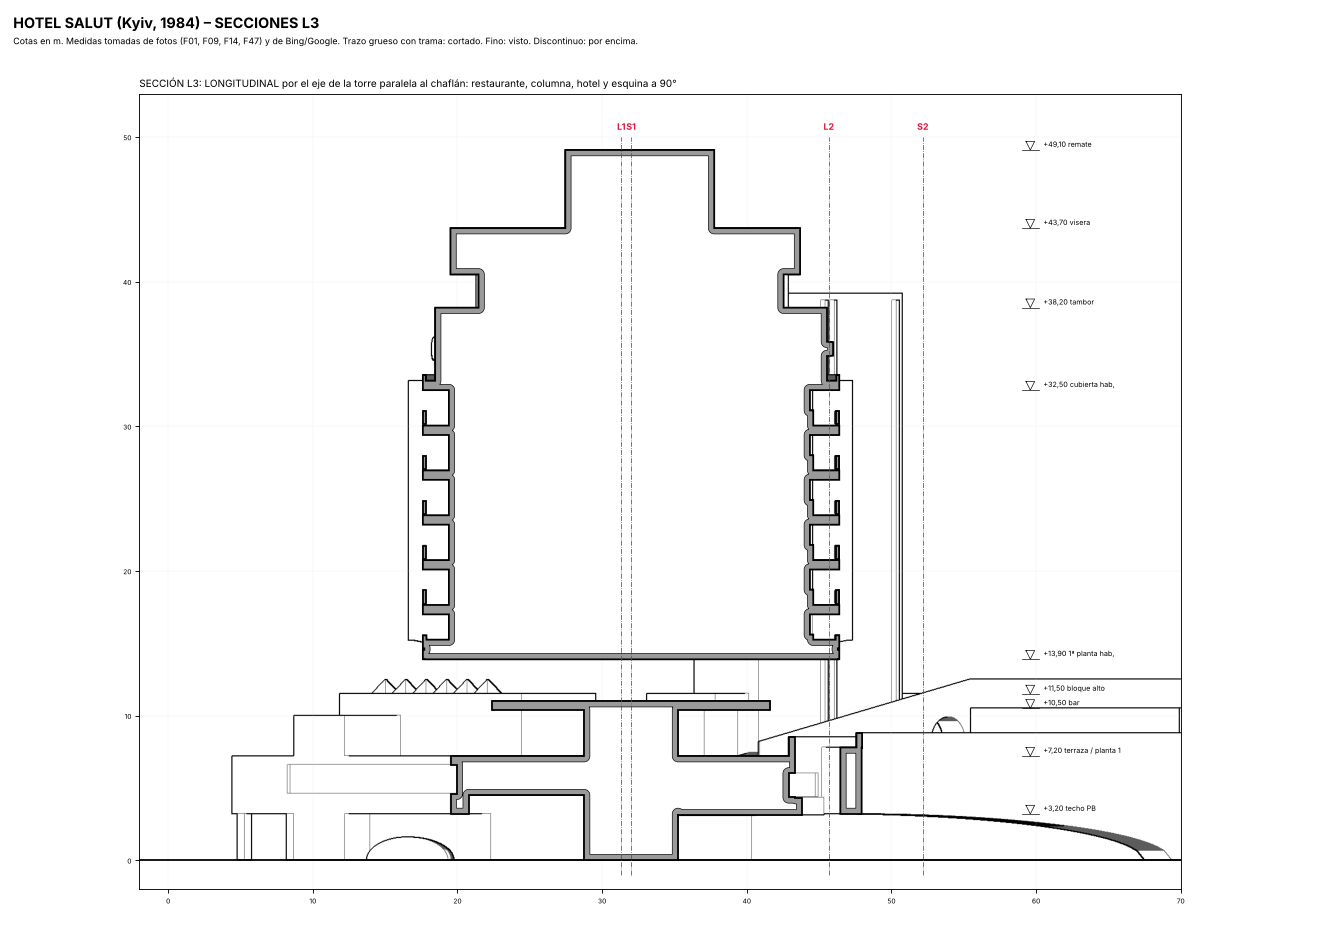 HOTEL SALUT (Kyiv, 1984) – SECCIONES L3
Cotas en m. Medidas tomadas de fotos (F01, F09, F14, F47) y de Bing/Google. Trazo grueso con trama: cortado. Fino: visto. Discontinuo: por encima.
SECCIÓN L3: LONGITUDINAL por el eje de la torre paralela al chaflán: restaurante, columna, hotel y esquina a 90°
L1S1 L2 S2
50
+49,10 remate
+43,70 visera
40
+38,20 tambor
+32,50 cubierta hab,
30
20
+13,90 1ª planta hab,
+11,50 bloque alto
+10,50 bar
10
+7,20 terraza / planta 1
+3,20 techo PB
0
0 10 20 30 40 50 60 70